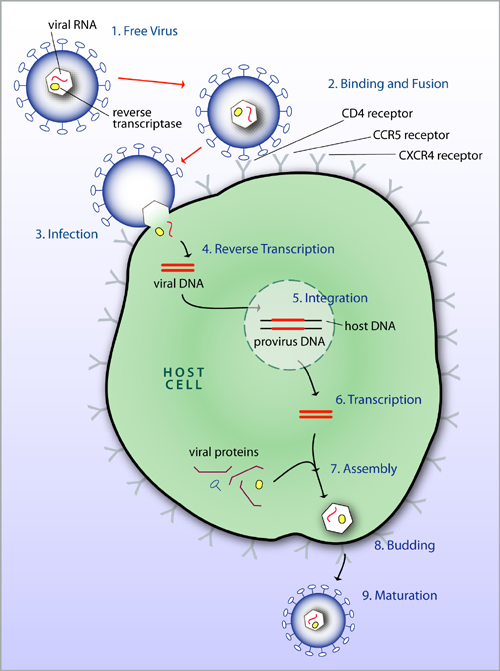 viral RNA
1. Free Virus
reverse
transcriptase
2. Binding and Fusion
CD4 receptor
CCR5 receptor
CXCR4 receptor
3. Infection
4. Reverse Transcription
viral DNA
5. Integration
host DNA
provirus DNA
HOST
CELL
6. Transcription
viral proteins
7. Assembly
8. Budding
9. Maturation